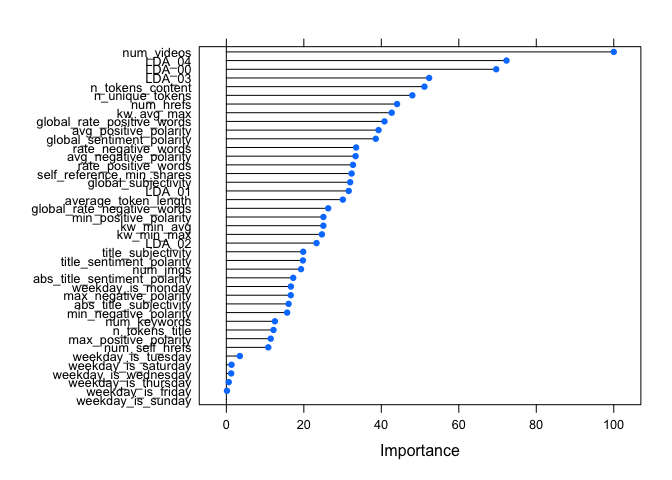 num_videos
LDA_04
LDA_00
LDA_03
n_tokens_content
n_unique_tokens
num_hrefs
kw_avg_max
global_rate_positive_words
avg_positive_polarity
global_sentiment_polarity
rate_negative_words
avg_negative_polarity
rate_positive_words
self_reference_min_shares
global_subjectivity
LDA_01
average_token_length
global_rate_negative_words
min_positive_polarity
kw_min_avg
kw_min_max
LDA_02
title_subjectivity
title_sentiment_polarity
num_imgs
abs_title_sentiment_polarity
weekday_is_monday
max_negative_polarity
abs_title_subjectivity
min_negative_polarity
num_keywords
n_tokens_title
max_positive_polarity
num_self_hrefs
weekday_is_tuesday
weekday_is_saturday
weekday_is_wednesday
weekday_is_thursday
weekday_is_friday
weekday_is_sunday
0 20 40 60 80 100
Importance